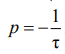 p = −1/τ